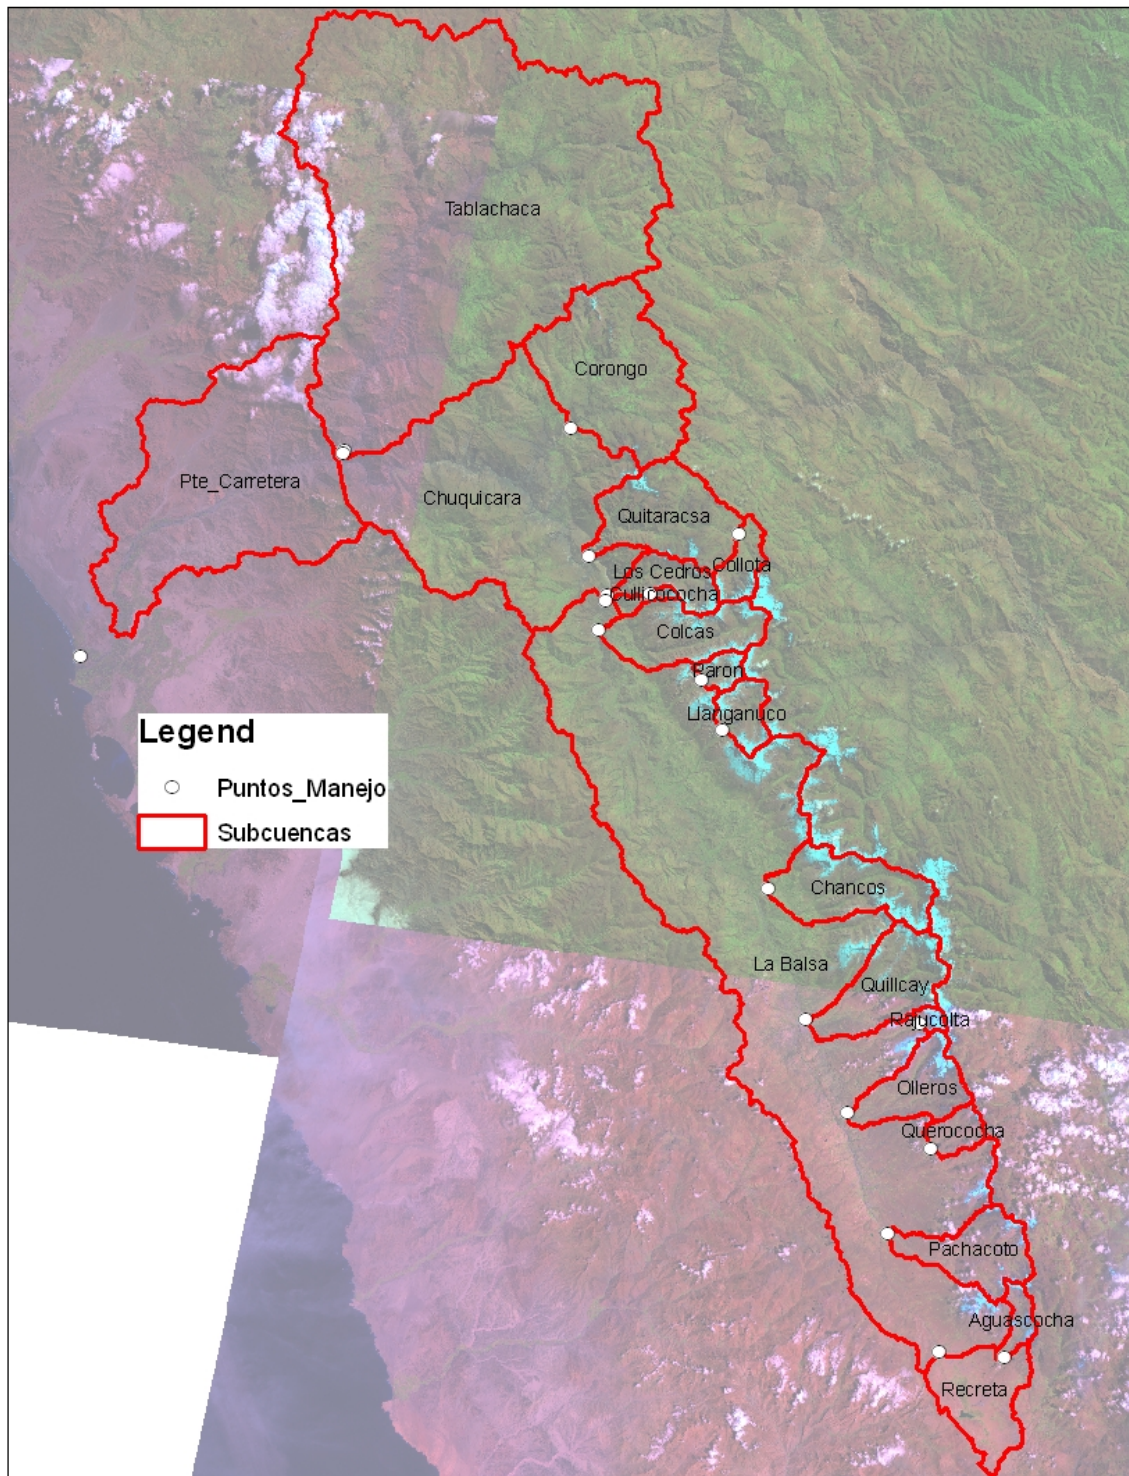 Tablachaca
Corongo
Pte_Carretera
Chuquicara
Quitaracsa
Collota
Los Cedros
Cullicocha
Colcas
Paron
Llanganuco
Legend
Puntos_Manejo
Subcuencas
Chancos
La Balsa
Quillcay
Rajucolta
Olleros
Querococha
Pachacoto
Aguascocha
Recreta